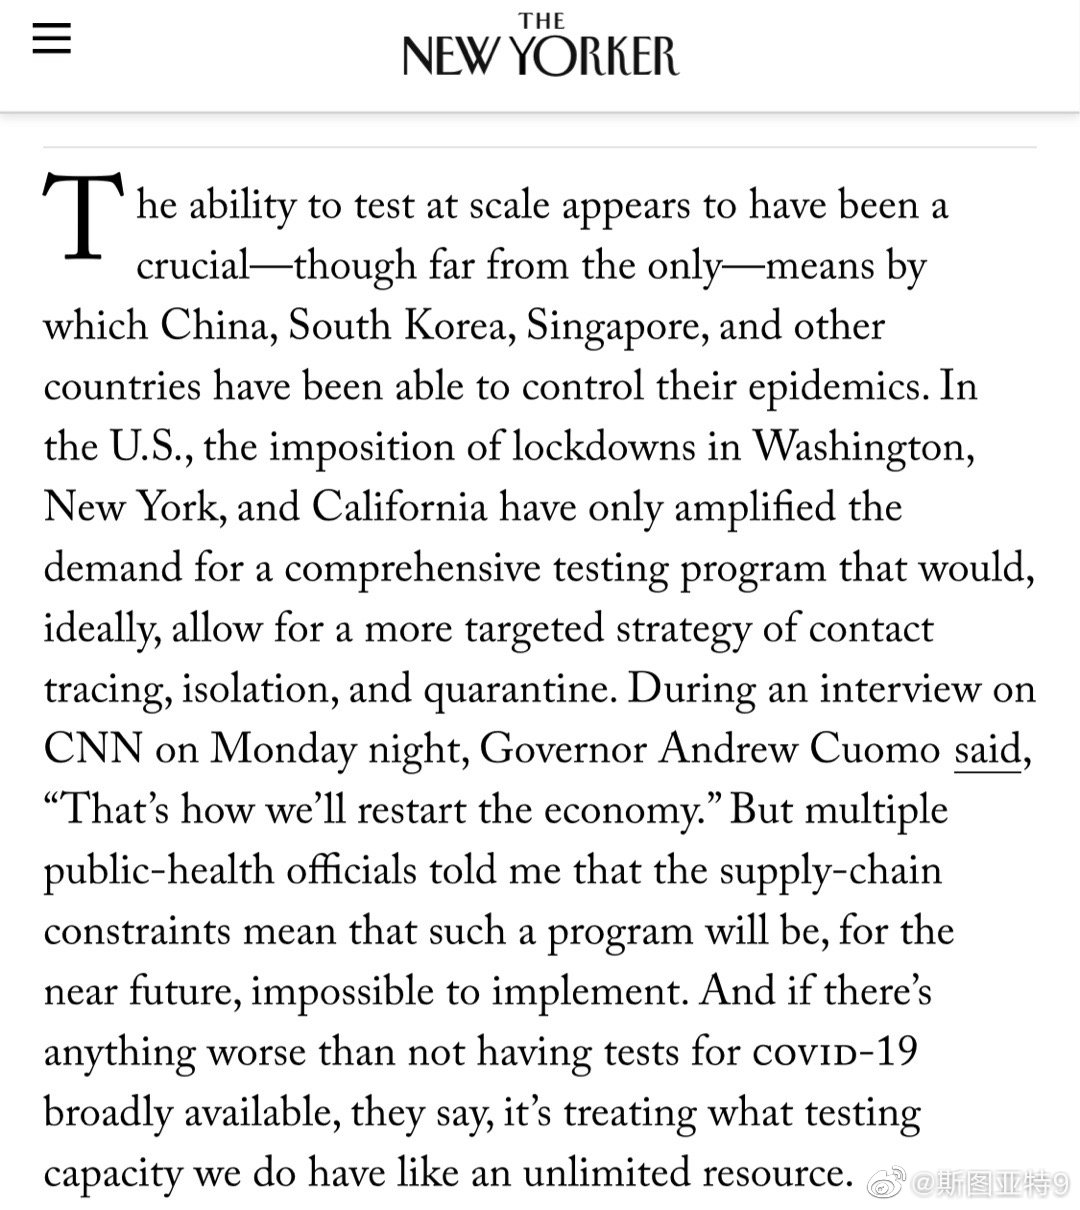 THE
NEW YORKER
The ability to test at scale appears to have been a
crucial—though far from the only—means by
which China, South Korea, Singapore, and other
countries have been able to control their epidemics. In
the U.S., the imposition of lockdowns in Washington,
New York, and California have only amplified the
demand for a comprehensive testing program that would,
ideally, allow for a more targeted strategy of contact
tracing, isolation, and quarantine. During an interview on
CNN on Monday night, Governor Andrew Cuomo said,
“That’s how we’ll restart the economy.” But multiple
public-health officials told me that the supply-chain
constraints mean that such a program will be, for the
near future, impossible to implement. And if there’s
anything worse than not having tests for COVID-19
broadly available, they say, it’s treating what testing
capacity we do have like an unlimited resource.
@斯图亚特9